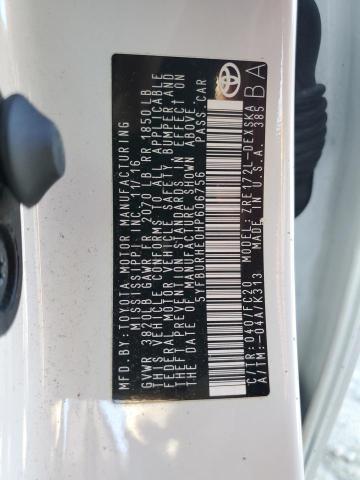 MFD.BY: TOYOTA MOTOR MANUFACTURING
MISSISSIPPI INC. 11/16
GVWR 3820LB GAWR FR 2070 LB RR 1850LB
THIS VEHICLE CONFORMS TO ALL APPLICABLE
FEDERAL MOTOR VEHICLE SAFETY, BUMPER, AND
THEFT PREVENTION STANDARDS IN EFFECT ON
THE DATE OF MANUFACTURE SHOWN ABOVE.
5YFBURHE0HP606756 PASS.CAR
C/TR: 040/FC20 MODEL: ZRE172L-DEXSKA
A/TM:-04A/K313 MADE IN U.S.A. 385
BA
TOYOTA